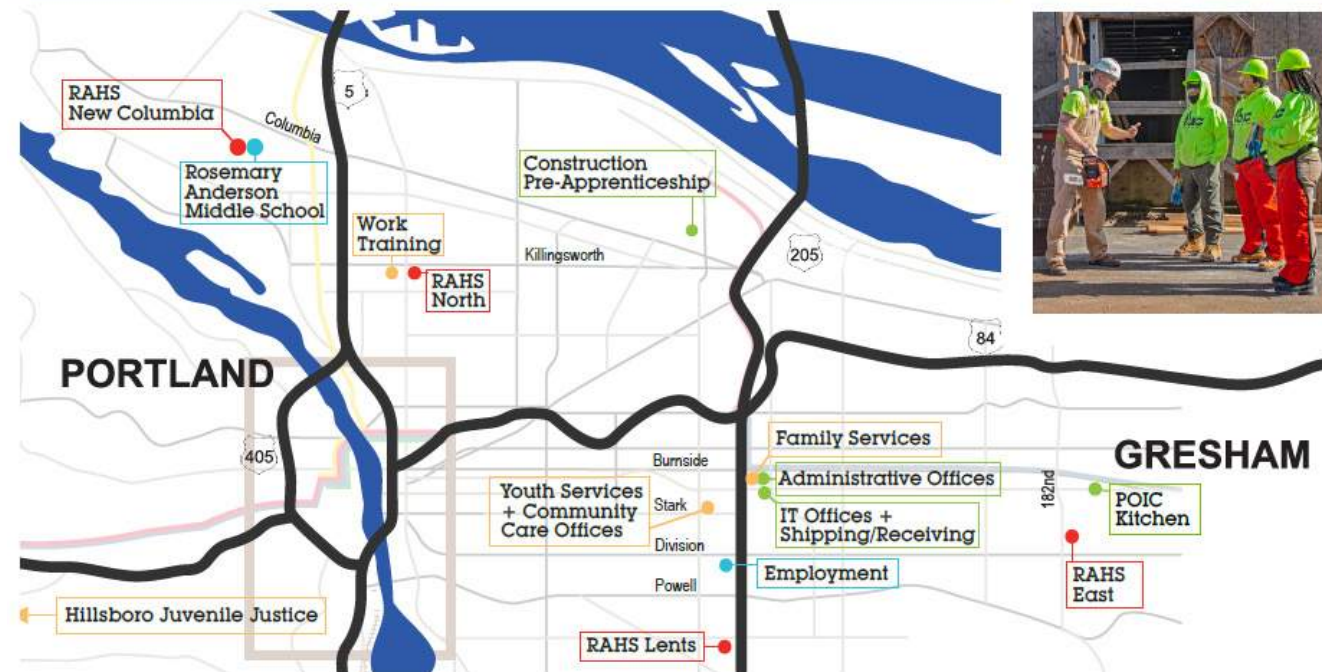 RAHS
New Columbia
5
Columbia
Rosemary
Anderson
Middle School
Construction
Pre-Apprenticeship
Work
Training
Killingsworth
205
RAHS
North
84
PORTLAND
405
Family Services
Burnside
GRESHAM
Administrative Offices
Youth Services
+ Community
Care Offices
Stark
182nd
POIC
Kitchen
IT Offices +
Shipping/Receiving
Division
Employment
RAHS
East
Powell
Hillsboro Juvenile Justice
RAHS Lents